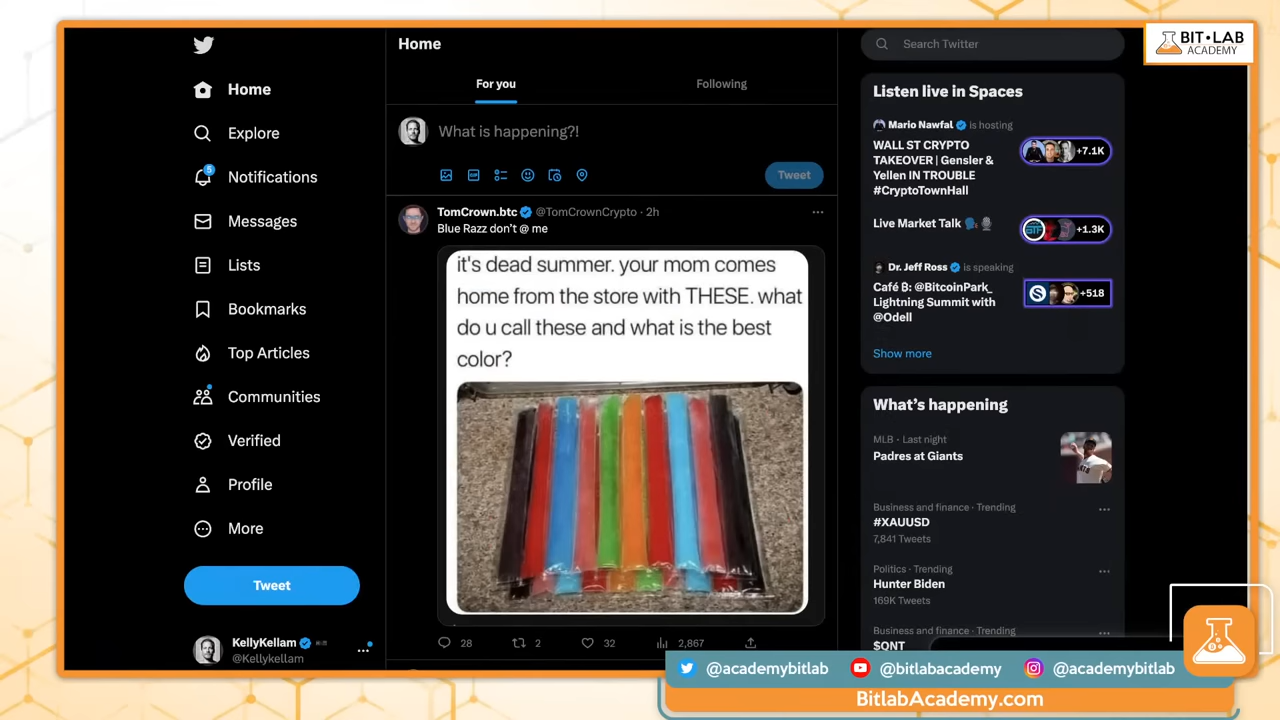 BIT•LAB
ACADEMY
Home
Explore
Notifications
5
Messages
Lists
Bookmarks
Top Articles
Communities
Verified
Profile
More
Tweet
KellyKellam
@Kellykellam
Home
For you
Following
What is happening?!
GIF
Tweet
TomCrown.btc @TomCrownCrypto · 2h
Blue Razz don't @ me
it's dead summer. your mom comes
home from the store with THESE. what
do u call these and what is the best
color?
28
2
32
2,867
Search Twitter
Listen live in Spaces
Mario Nawfal is hosting
WALL ST CRYPTO
TAKEOVER | Gensler &
Yellen IN TROUBLE
#CryptoTownHall
+7.1K
Live Market Talk
+1.3K
Dr. Jeff Ross is speaking
Café ₿: @BitcoinPark_
Lightning Summit with
@Odell
+518
Show more
What's happening
MLB · Last night
Padres at Giants
Business and finance · Trending
#XAUUSD
7,841 Tweets
Politics · Trending
Hunter Biden
169K Tweets
Business and finance · Trending
$QNT
@academybitlab
@bitlabacademy
@academybitlab
BitlabAcademy.com